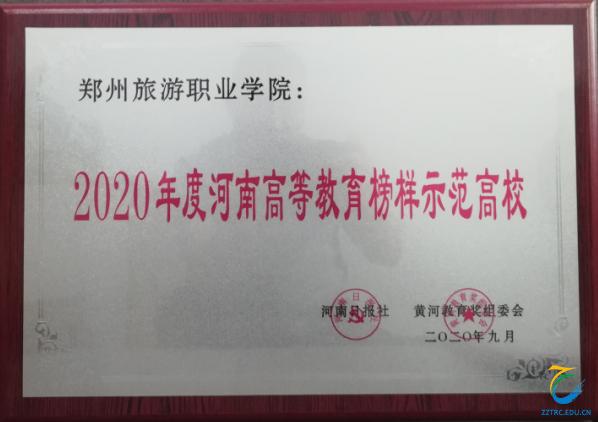 郑州旅游职业学院：
2020年度河南高等教育榜样示范高校
河南日报社 黄河教育奖组委会
二〇二〇年九月
ZZTRC.EDU.CN